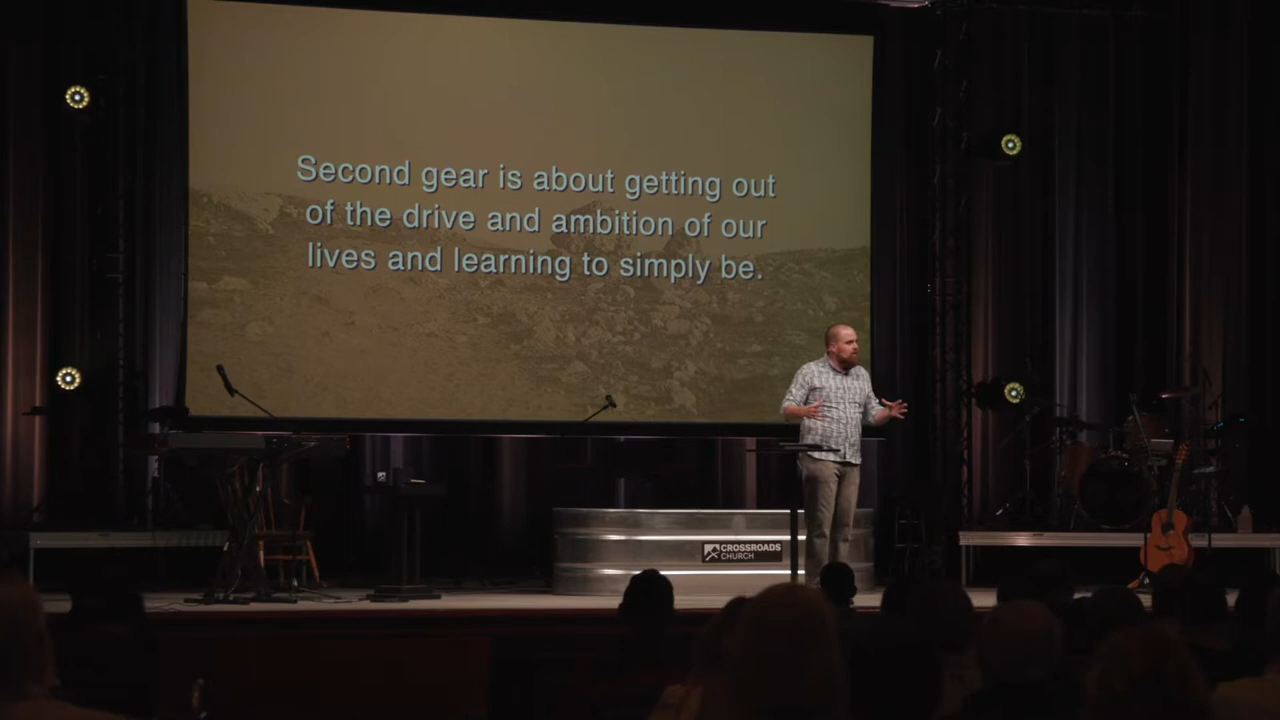 Second gear is about getting out
of the drive and ambition of our
lives and learning to simply be.
CROSSROADS
CHURCH